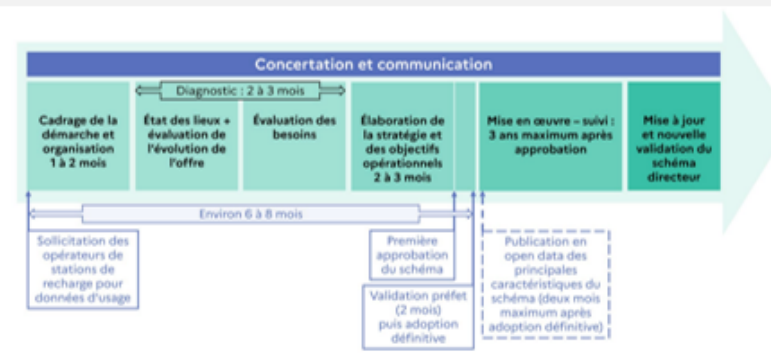 Concertation et communication
Diagnostic : 2 à 3 mois
Cadrage de la
démarche et
organisation
1 à 2 mois
État des lieux +
évaluation de
l'évolution de
l'offre
Évaluation des
besoins
Élaboration de
la stratégie et
des objectifs
opérationnels
2 à 3 mois
Mise en œuvre – suivi :
3 ans maximum après
approbation
Mise à jour
et nouvelle
validation du
schéma
directeur
Environ 6 à 8 mois
Sollicitation des
opérateurs de
stations de
recharge pour
données d'usage
Première
approbation
du schéma
Validation préfet
(2 mois)
puis adoption
définitive
Publication en
open data des
principales
caractéristiques du
schéma (deux mois
maximum après
adoption définitive)